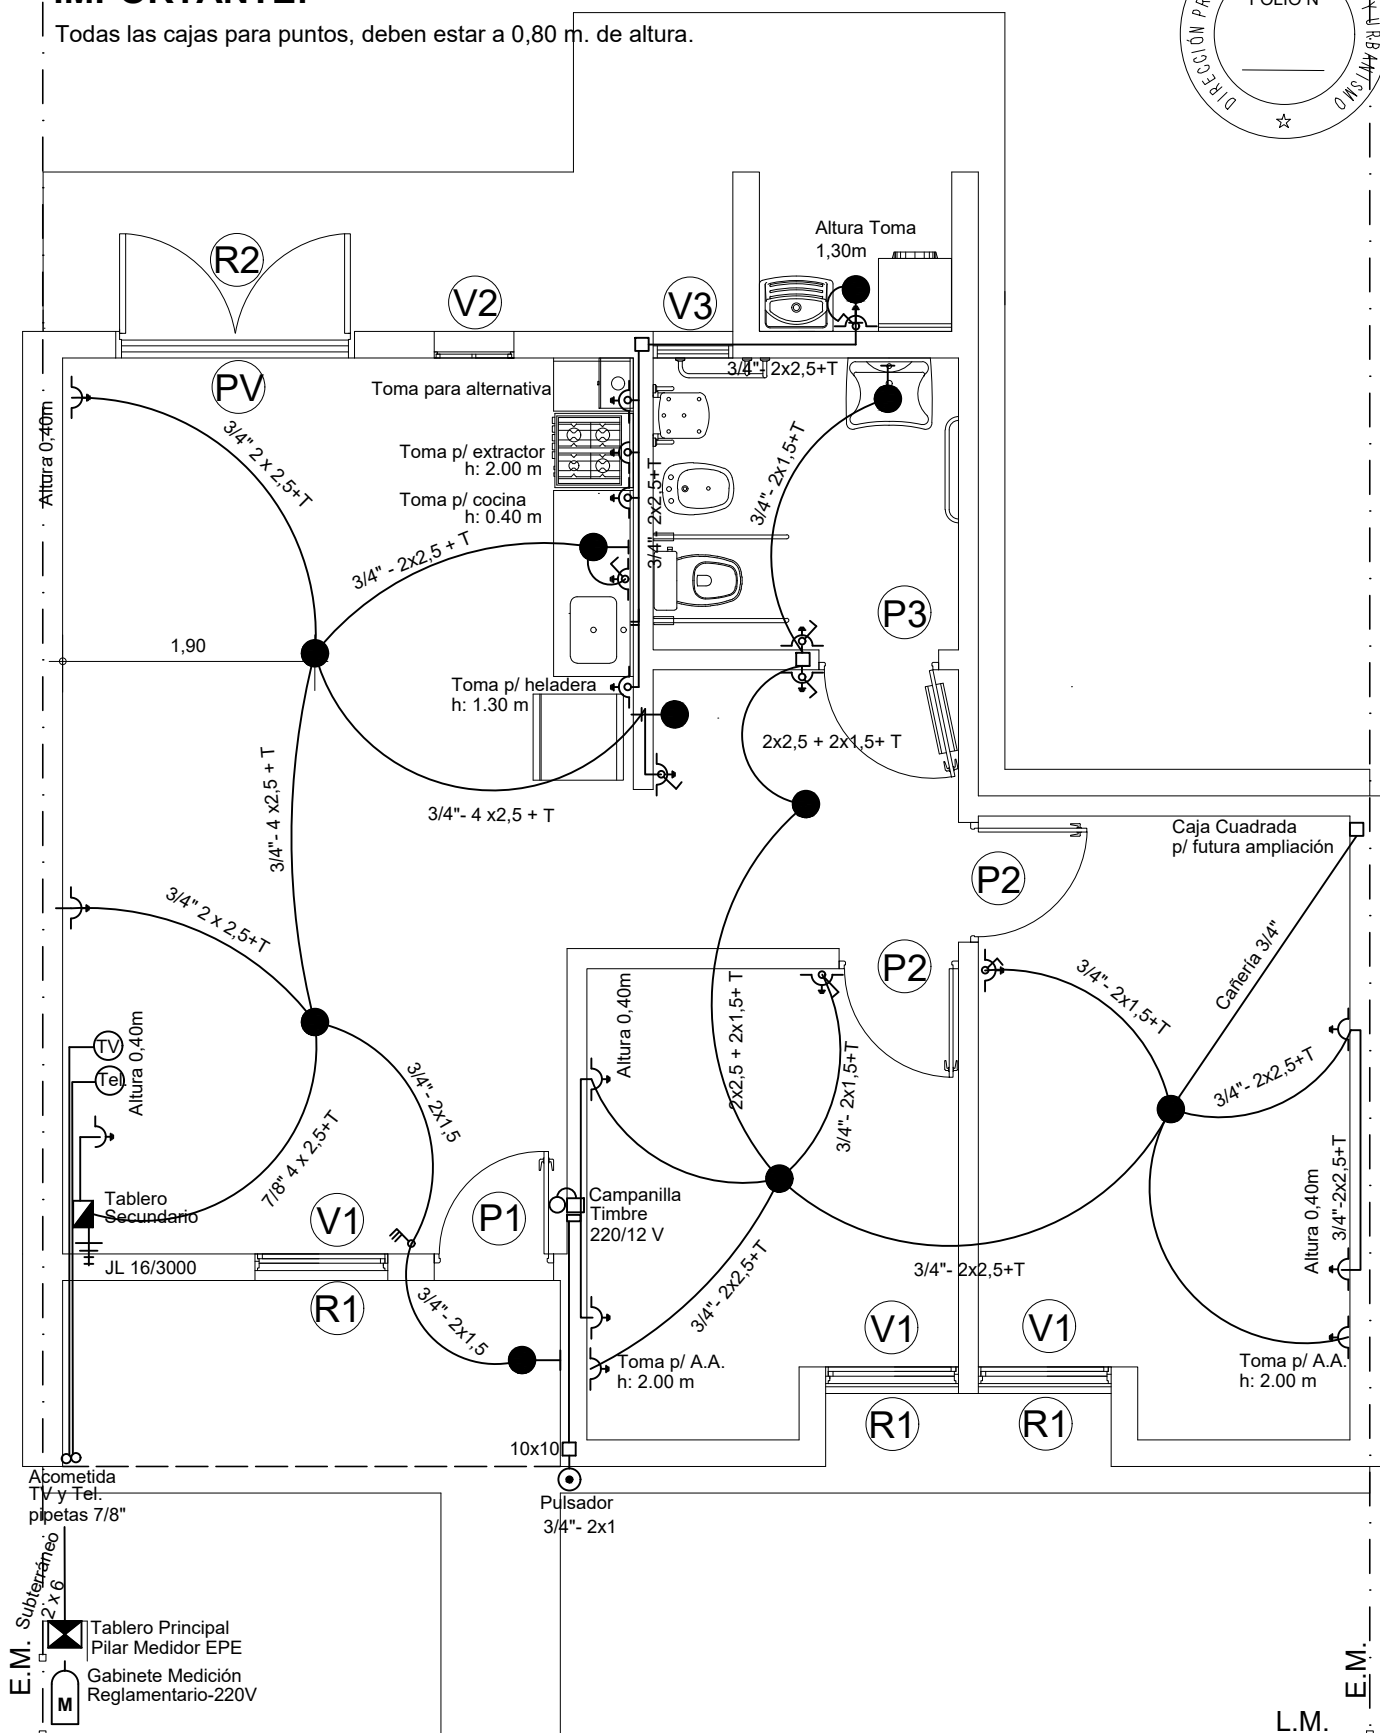 Todas las cajas para puntos, deben estar a 0,80 m. de altura.
DIRECCIÓN
Y URBANISMO
Altura Toma
1,30m
R2
V2
V3
3/4"- 2x2,5+T
PV
Toma para alternativa
Altura 0,40m
3/4" 2 x 2,5+T
Toma p/ extractor
h: 2.00 m
Toma p/ cocina
h: 0.40 m
3/4"- 2x2,5+T
3/4"- 2x1,5+T
3/4" - 2x2,5 + T
P3
1,90
Toma p/ heladera
h: 1.30 m
2x2,5 + 2x1,5+ T
3/4"- 4 x2,5 + T
3/4"- 4 x2,5 + T
Caja Cuadrada
p/ futura ampliación
P2
3/4" 2 x 2,5+T
P2
Cañería 3/4"
3/4"- 2x1,5+T
Altura 0,40m
2x2,5 + 2x1,5+ T
TV
Tel.
Altura 0,40m
3/4"- 2x1,5
3/4"- 2x1,5+T
3/4"- 2x2,5+T
7/8" 4 x 2,5+T
3/4"-2x2,5+T
Altura 0,40m
Tablero
Secundario
V1
P1
Campanilla
Timbre
220/12 V
JL 16/3000
3/4"- 2x2,5+T
3/4"- 2x2,5+T
R1
3/4"- 2x1,5
V1
V1
Toma p/ A.A.
h: 2.00 m
Toma p/ A.A.
h: 2.00 m
R1
R1
10x10
Acometida
TV y Tel.
pipetas 7/8"
Pulsador
3/4"- 2x1
Subterráneo
2 x 6
Tablero Principal
Pilar Medidor EPE
E.M.
Gabinete Medición
Reglamentario-220V
M
E.M.
L.M.